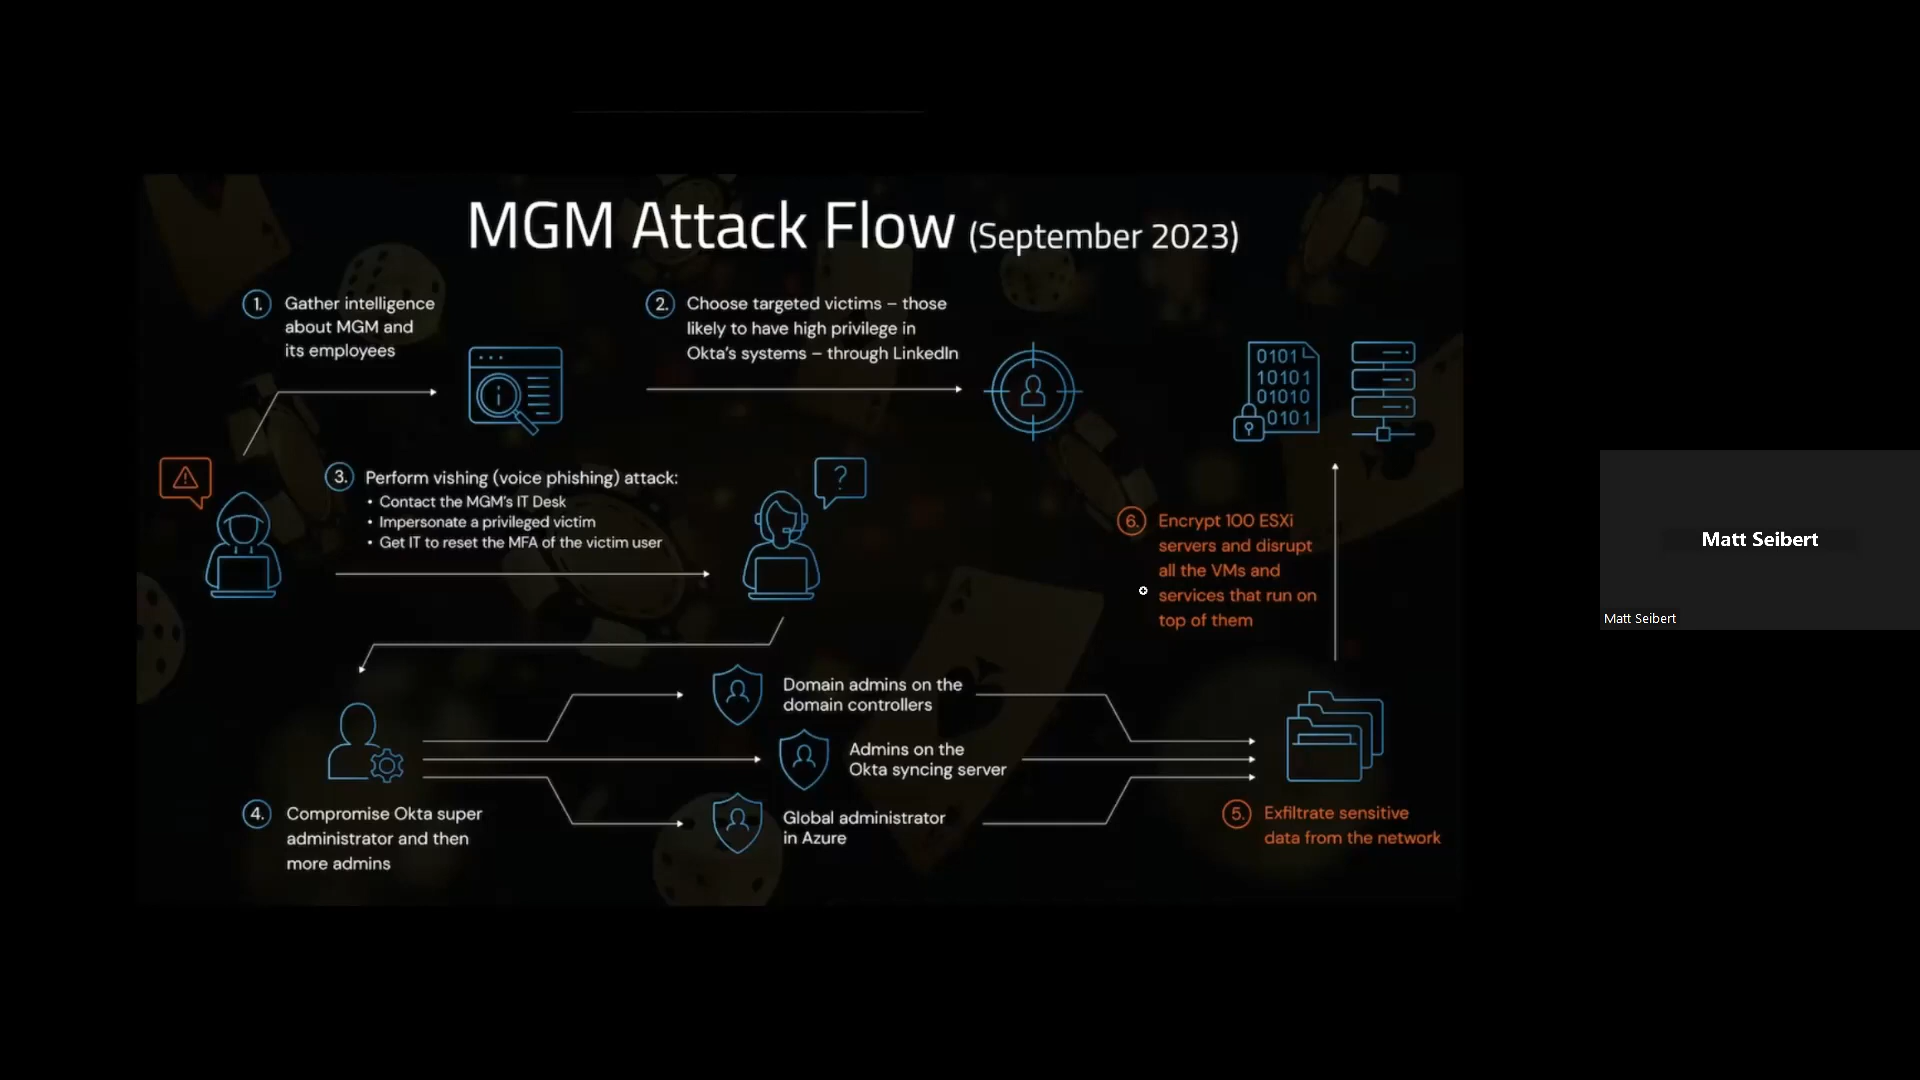 MGM Attack Flow (September 2023)
1. Gather intelligence
about MGM and
its employees
2. Choose targeted victims – those
likely to have high privilege in
Okta's systems – through LinkedIn
0101
10101
01010
0101
3. Perform vishing (voice phishing) attack:
• Contact the MGM's IT Desk
• Impersonate a privileged victim
• Get IT to reset the MFA of the victim user
?
6. Encrypt 100 ESXi
servers and disrupt
all the VMs and
services that run on
top of them
Domain admins on the
domain controllers
Admins on the
Okta syncing server
Global administrator
in Azure
4. Compromise Okta super
administrator and then
more admins
5. Exfiltrate sensitive
data from the network
Matt Seibert
Matt Seibert